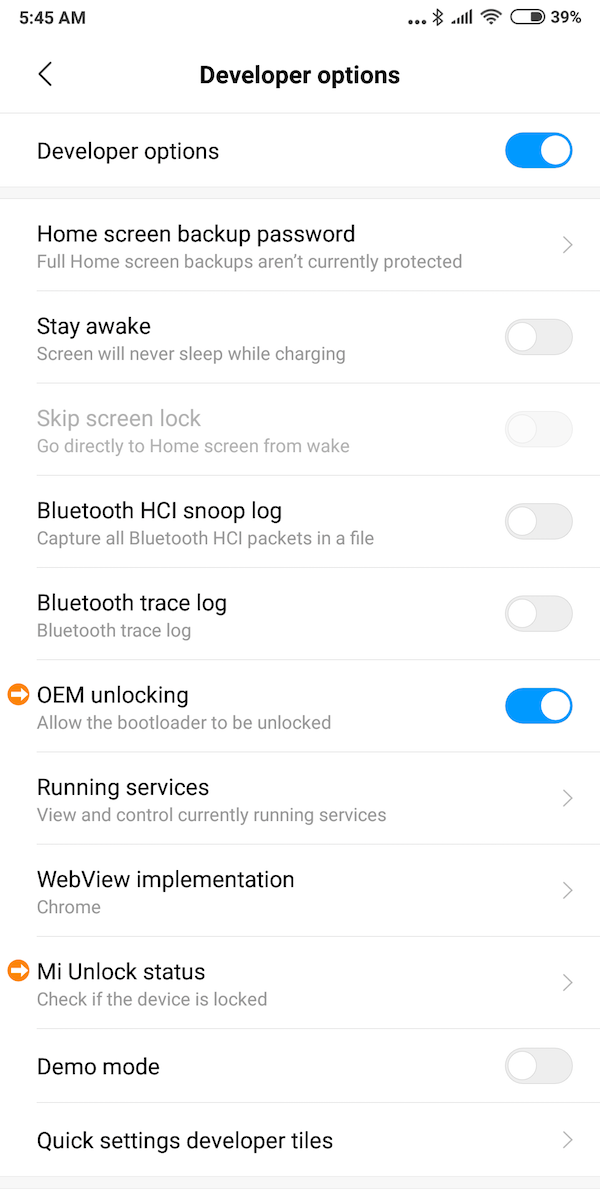 5:45 AM
39%
Developer options
Developer options
Home screen backup password
Full Home screen backups aren't currently protected
Stay awake
Screen will never sleep while charging
Skip screen lock
Go directly to Home screen from wake
Bluetooth HCI snoop log
Capture all Bluetooth HCI packets in a file
Bluetooth trace log
Bluetooth trace log
OEM unlocking
Allow the bootloader to be unlocked
Running services
View and control currently running services
WebView implementation
Chrome
Mi Unlock status
Check if the device is locked
Demo mode
Quick settings developer tiles